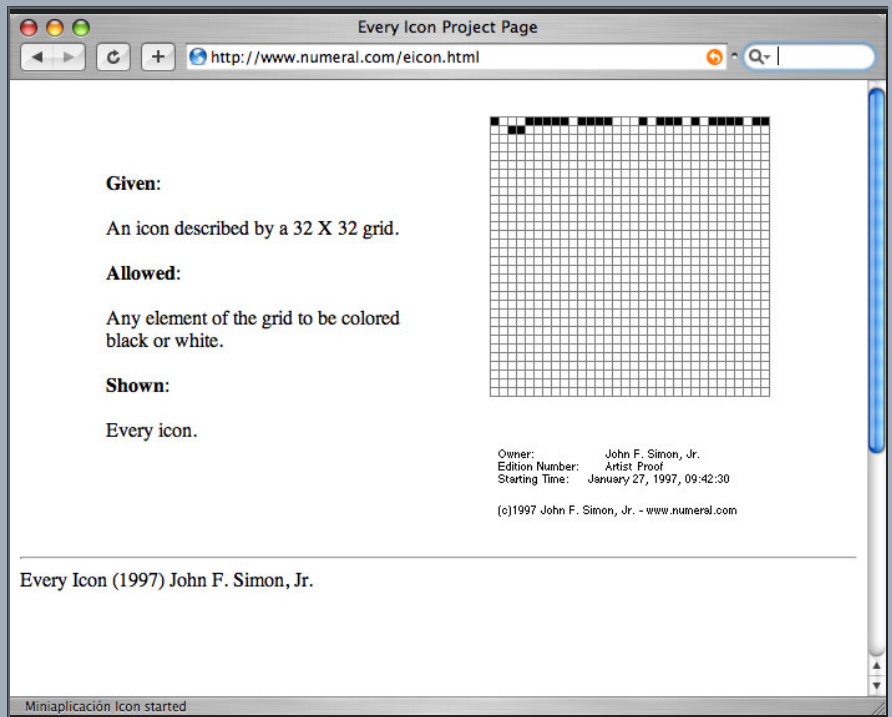 Every Icon Project Page
http://www.numeral.com/eicon.html
Given:
An icon described by a 32 X 32 grid.
Allowed:
Any element of the grid to be colored
black or white.
Shown:
Every icon.
Owner: John F. Simon, Jr.
Edition Number: Artist Proof
Starting Time: January 27, 1997, 09:42:30
(c)1997 John F. Simon, Jr. - www.numeral.com
Every Icon (1997) John F. Simon, Jr.
Miniaplicación Icon started